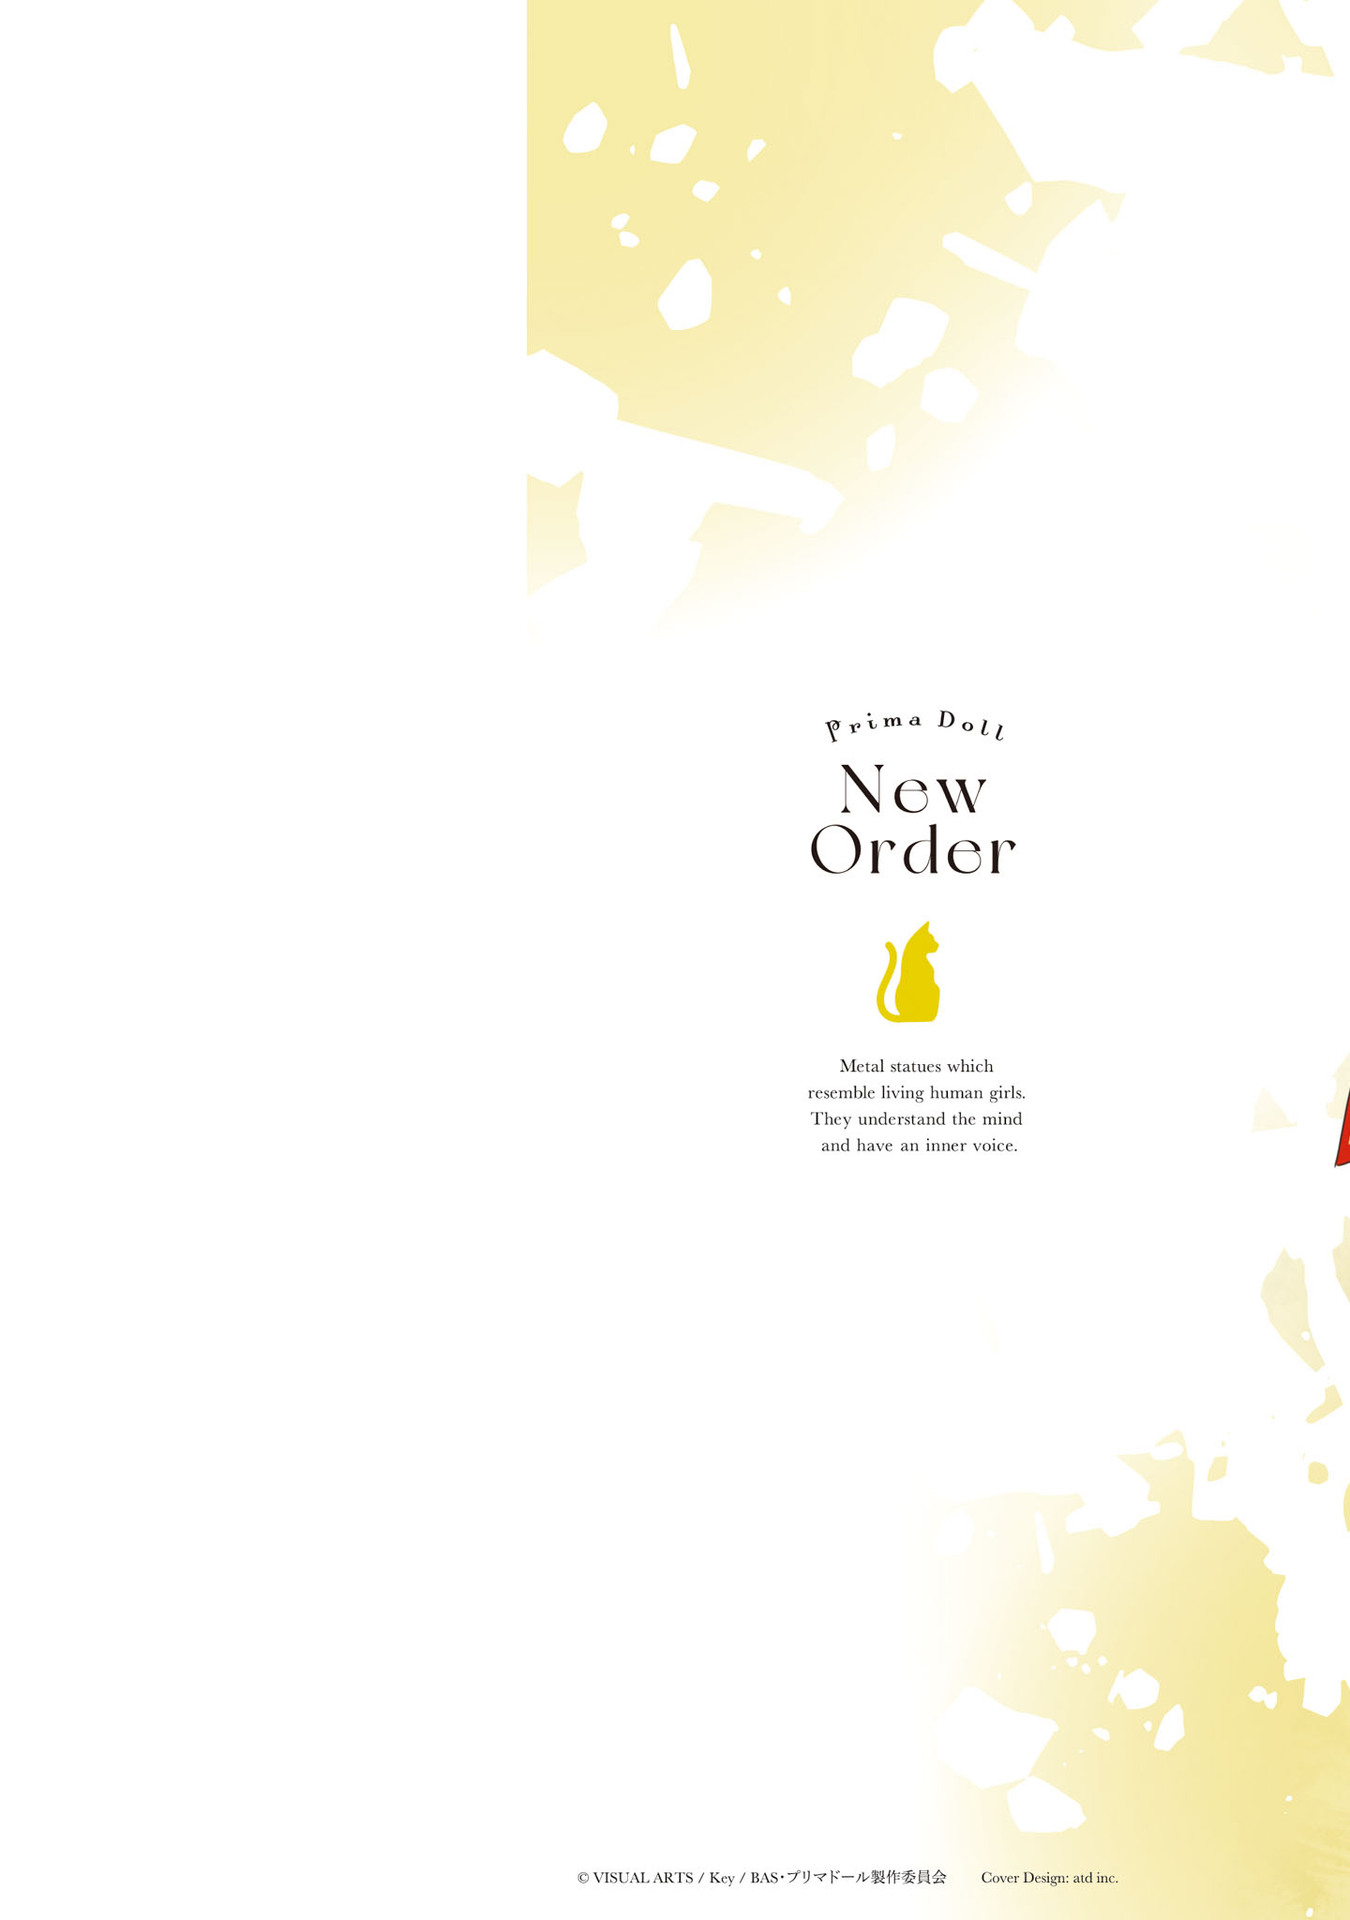 Prima Doll
New
Order
Metal statues which
resemble living human girls.
They understand the mind
and have an inner voice.
© VISUAL ARTS / Key / BAS・プリマドール製作委員会 Cover Design: atd inc.